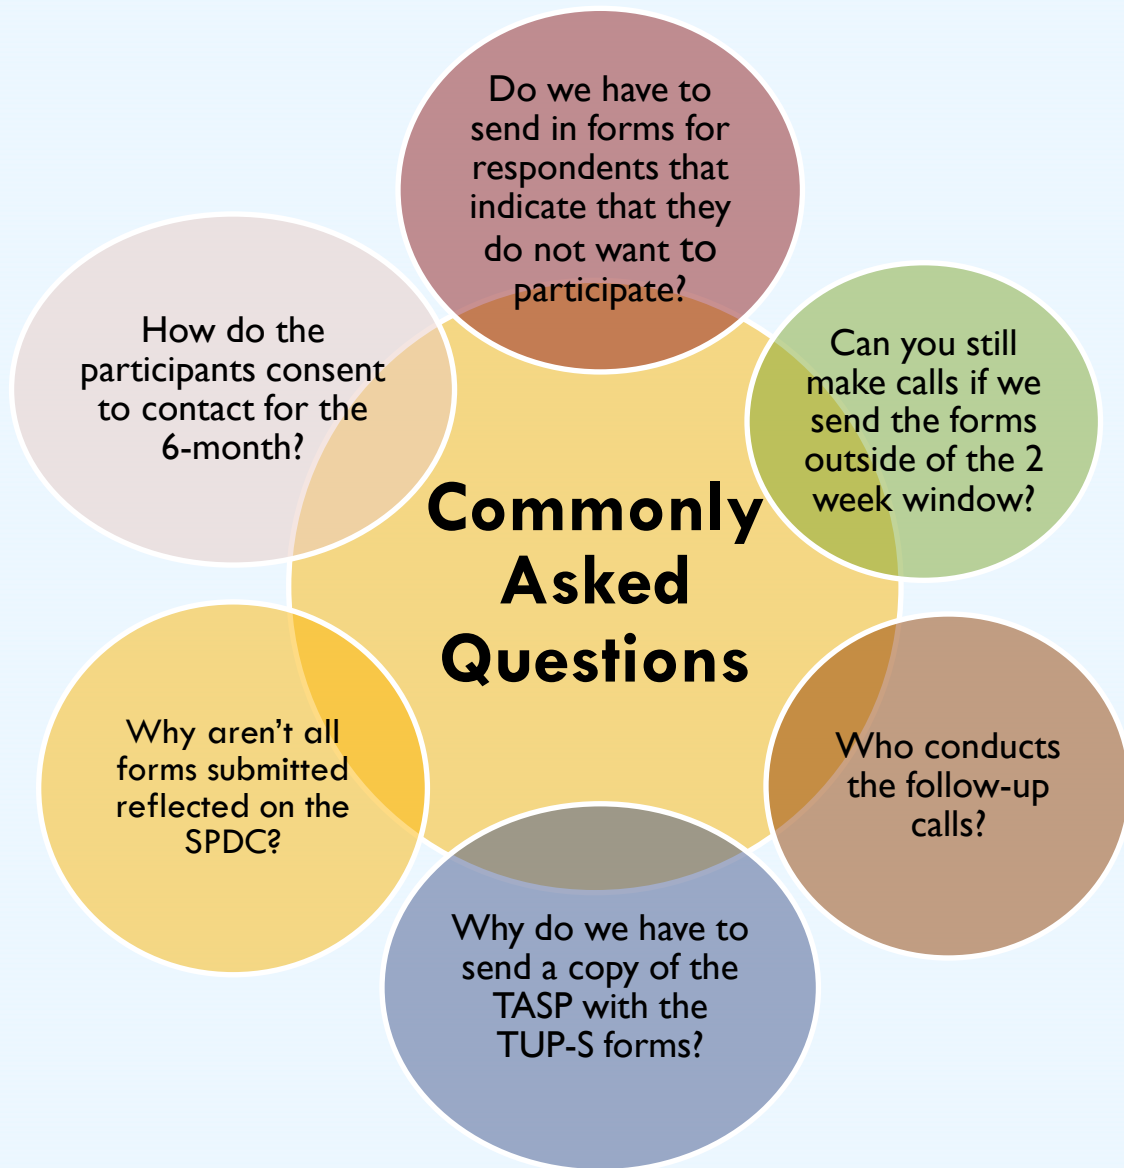 Do we have to
send in forms for
respondents that
indicate that they
do not want to
participate?
How do the
participants consent
to contact for the
6-month?
Can you still
make calls if we
send the forms
outside of the 2
week window?
Commonly
Asked
Questions
Why aren't all
forms submitted
reflected on the
SPDC?
Who conducts
the follow-up
calls?
Why do we have to
send a copy of the
TASP with the
TUP-S forms?